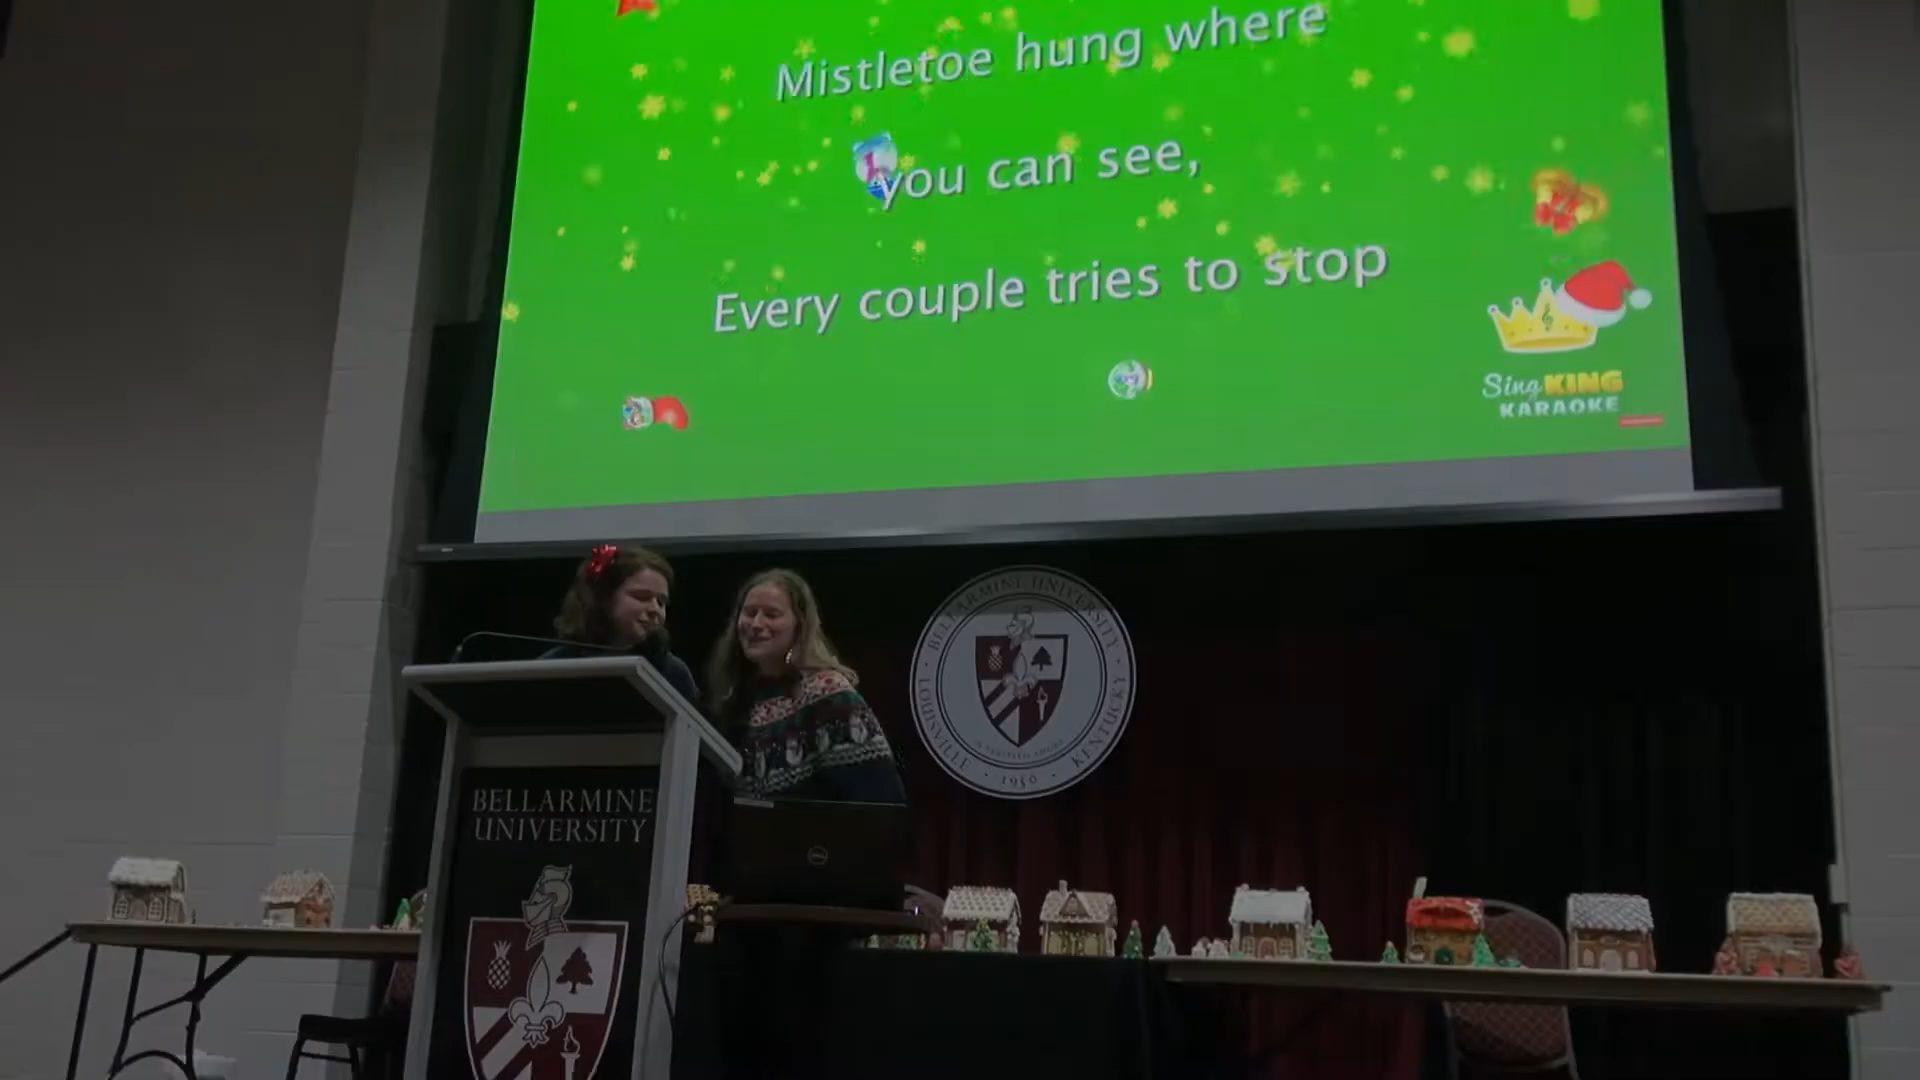 Mistletoe hung where
you can see,
Every couple tries to stop
Sing KING
KARAOKE
BELLARMINE UNIVERSITY
LOUISVILLE • 1950 • KENTUCKY
BELLARMINE
UNIVERSITY
DELL